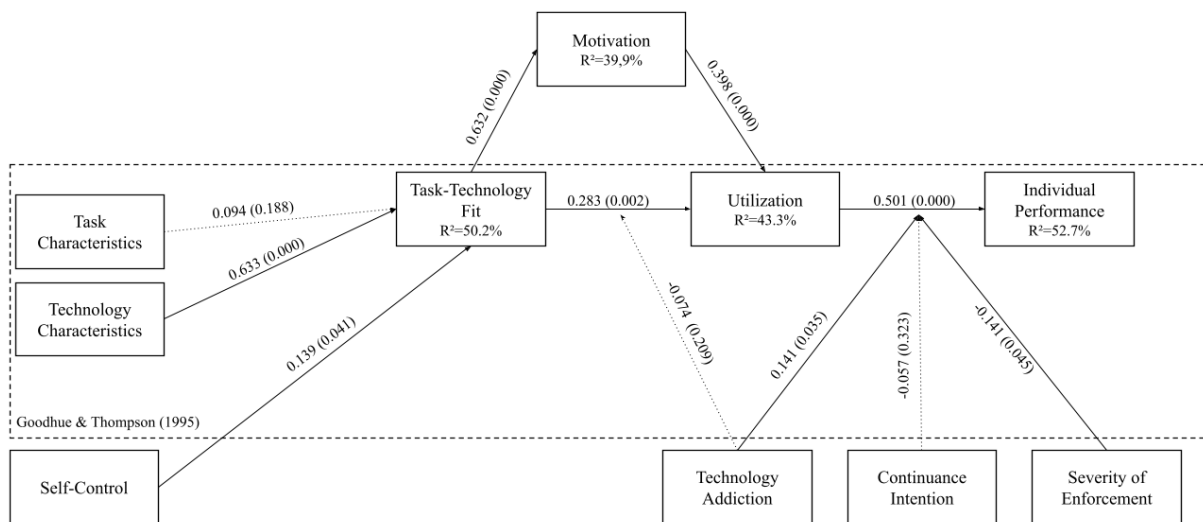 Motivation
R²=39,9%
0.632 (0.000)
0.398 (0.000)
Task
Characteristics
0.094 (0.188)
Task-Technology
Fit
R²=50.2%
0.283 (0.002)
Utilization
R²=43.3%
0.501 (0.000)
Individual
Performance
R²=52.7%
Technology
Characteristics
0.633 (0.000)
0.139 (0.041)
-0.074 (0.209)
0.141 (0.035)
-0.057 (0.323)
-0.141 (0.045)
Goodhue & Thompson (1995)
Self-Control
Technology
Addiction
Continuance
Intention
Severity of
Enforcement